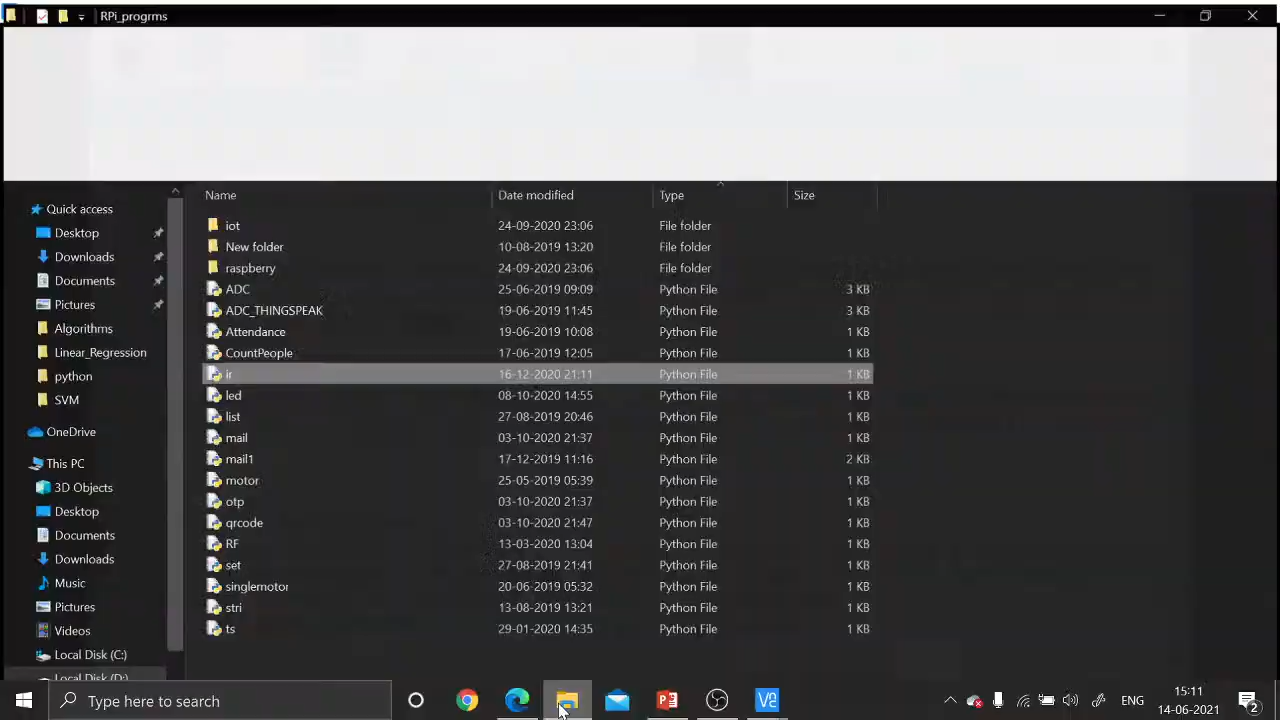 RPi_progrms
Name Date modified Type Size
Quick access
Desktop
Downloads
Documents
Pictures
Algorithms
Linear_Regression
python
SVM
OneDrive
This PC
3D Objects
Desktop
Documents
Downloads
Music
Pictures
Videos
Local Disk (C:)
Local Disk (D:)
iot 24-09-2020 23:06 File folder
New folder 10-08-2019 13:20 File folder
raspberry 24-09-2020 23:06 File folder
ADC 25-06-2019 09:09 Python File 3 KB
ADC_THINGSPEAK 19-06-2019 11:45 Python File 3 KB
Attendance 19-06-2019 10:08 Python File 1 KB
CountPeople 17-06-2019 12:05 Python File 1 KB
ir 16-12-2020 21:11 Python File 1 KB
led 08-10-2020 14:55 Python File 1 KB
list 27-08-2019 20:46 Python File 1 KB
mail 03-10-2020 21:37 Python File 1 KB
mail1 17-12-2019 11:16 Python File 2 KB
motor 25-05-2019 05:39 Python File 1 KB
otp 03-10-2020 21:37 Python File 1 KB
qrcode 03-10-2020 21:47 Python File 1 KB
RF 13-03-2020 13:04 Python File 1 KB
set 27-08-2019 21:41 Python File 1 KB
singlemotor 20-06-2019 05:32 Python File 1 KB
stri 13-08-2019 13:21 Python File 1 KB
ts 29-01-2020 14:35 Python File 1 KB
Type here to search
ENG
15:11
14-06-2021
2